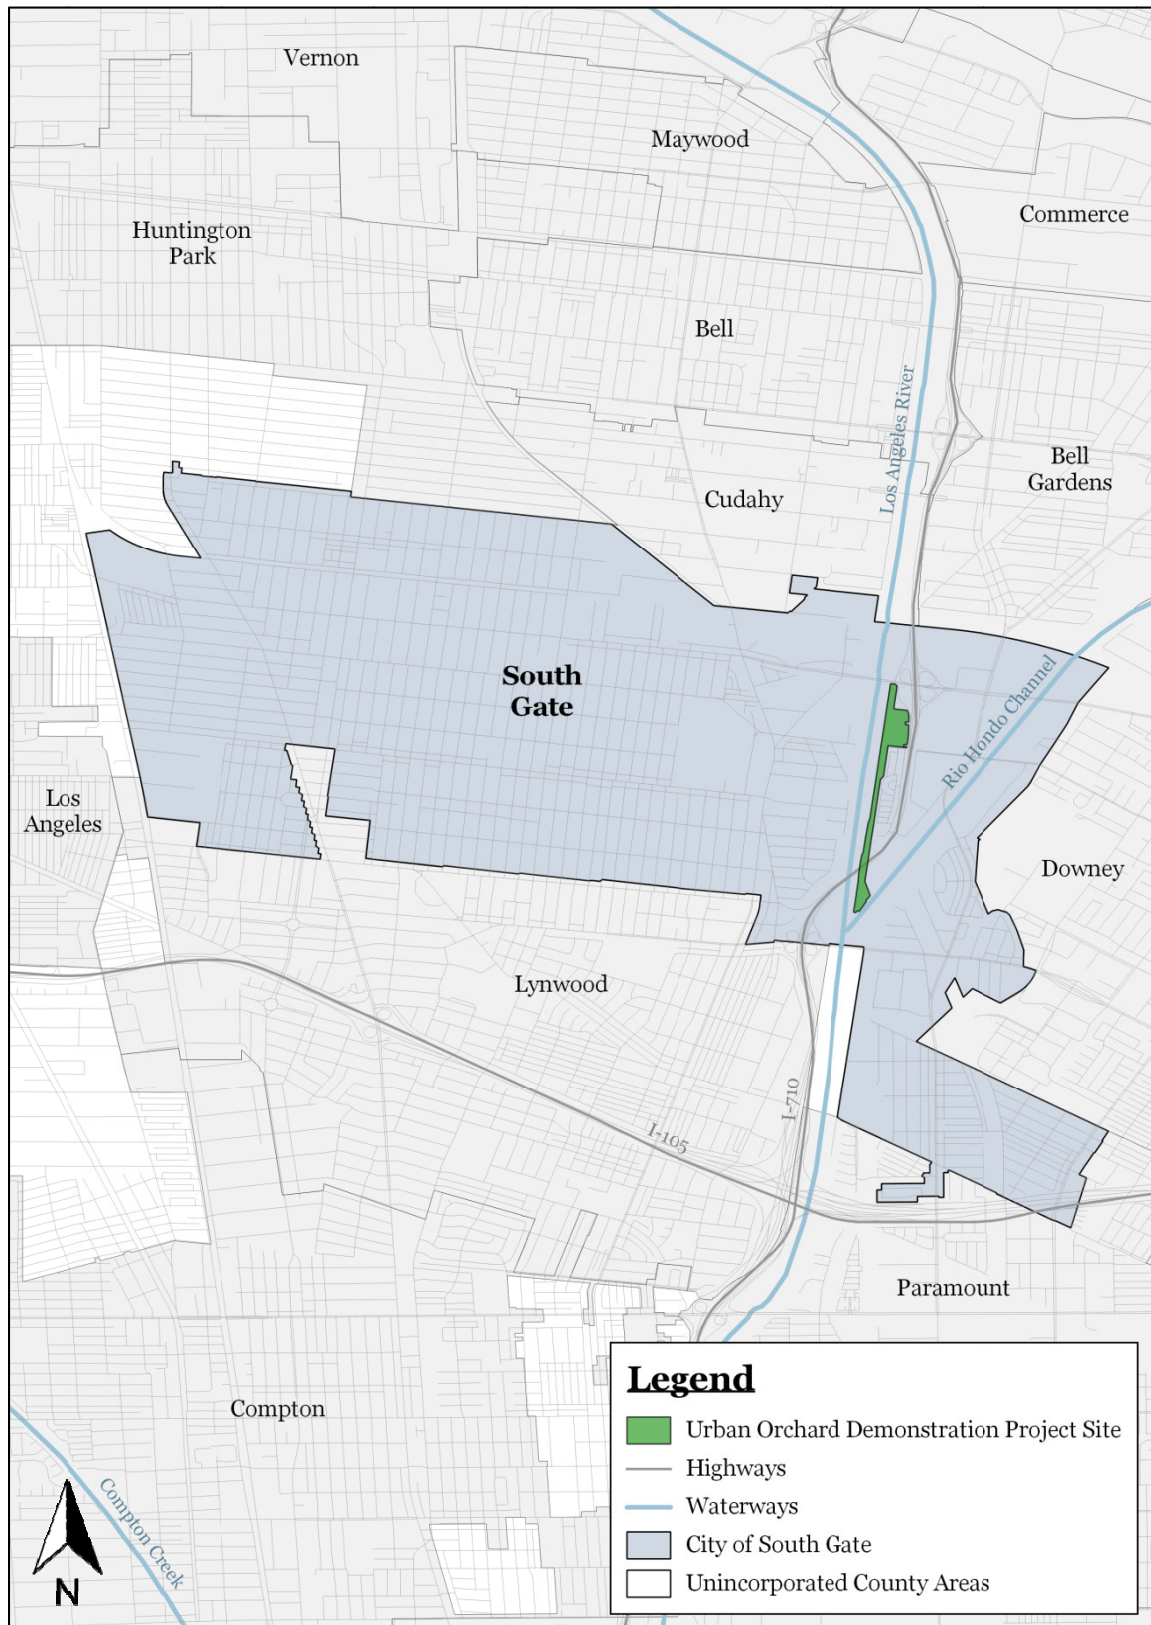 Vernon
Maywood
Commerce
Huntington
Park
Bell
Los Angeles River
Bell
Gardens
Cudahy
South
Gate
Rio Hondo Channel
Los
Angeles
Downey
Lynwood
I-710
I-105
Paramount
Compton
Compton Creek
N
Legend
Urban Orchard Demonstration Project Site
Highways
Waterways
City of South Gate
Unincorporated County Areas